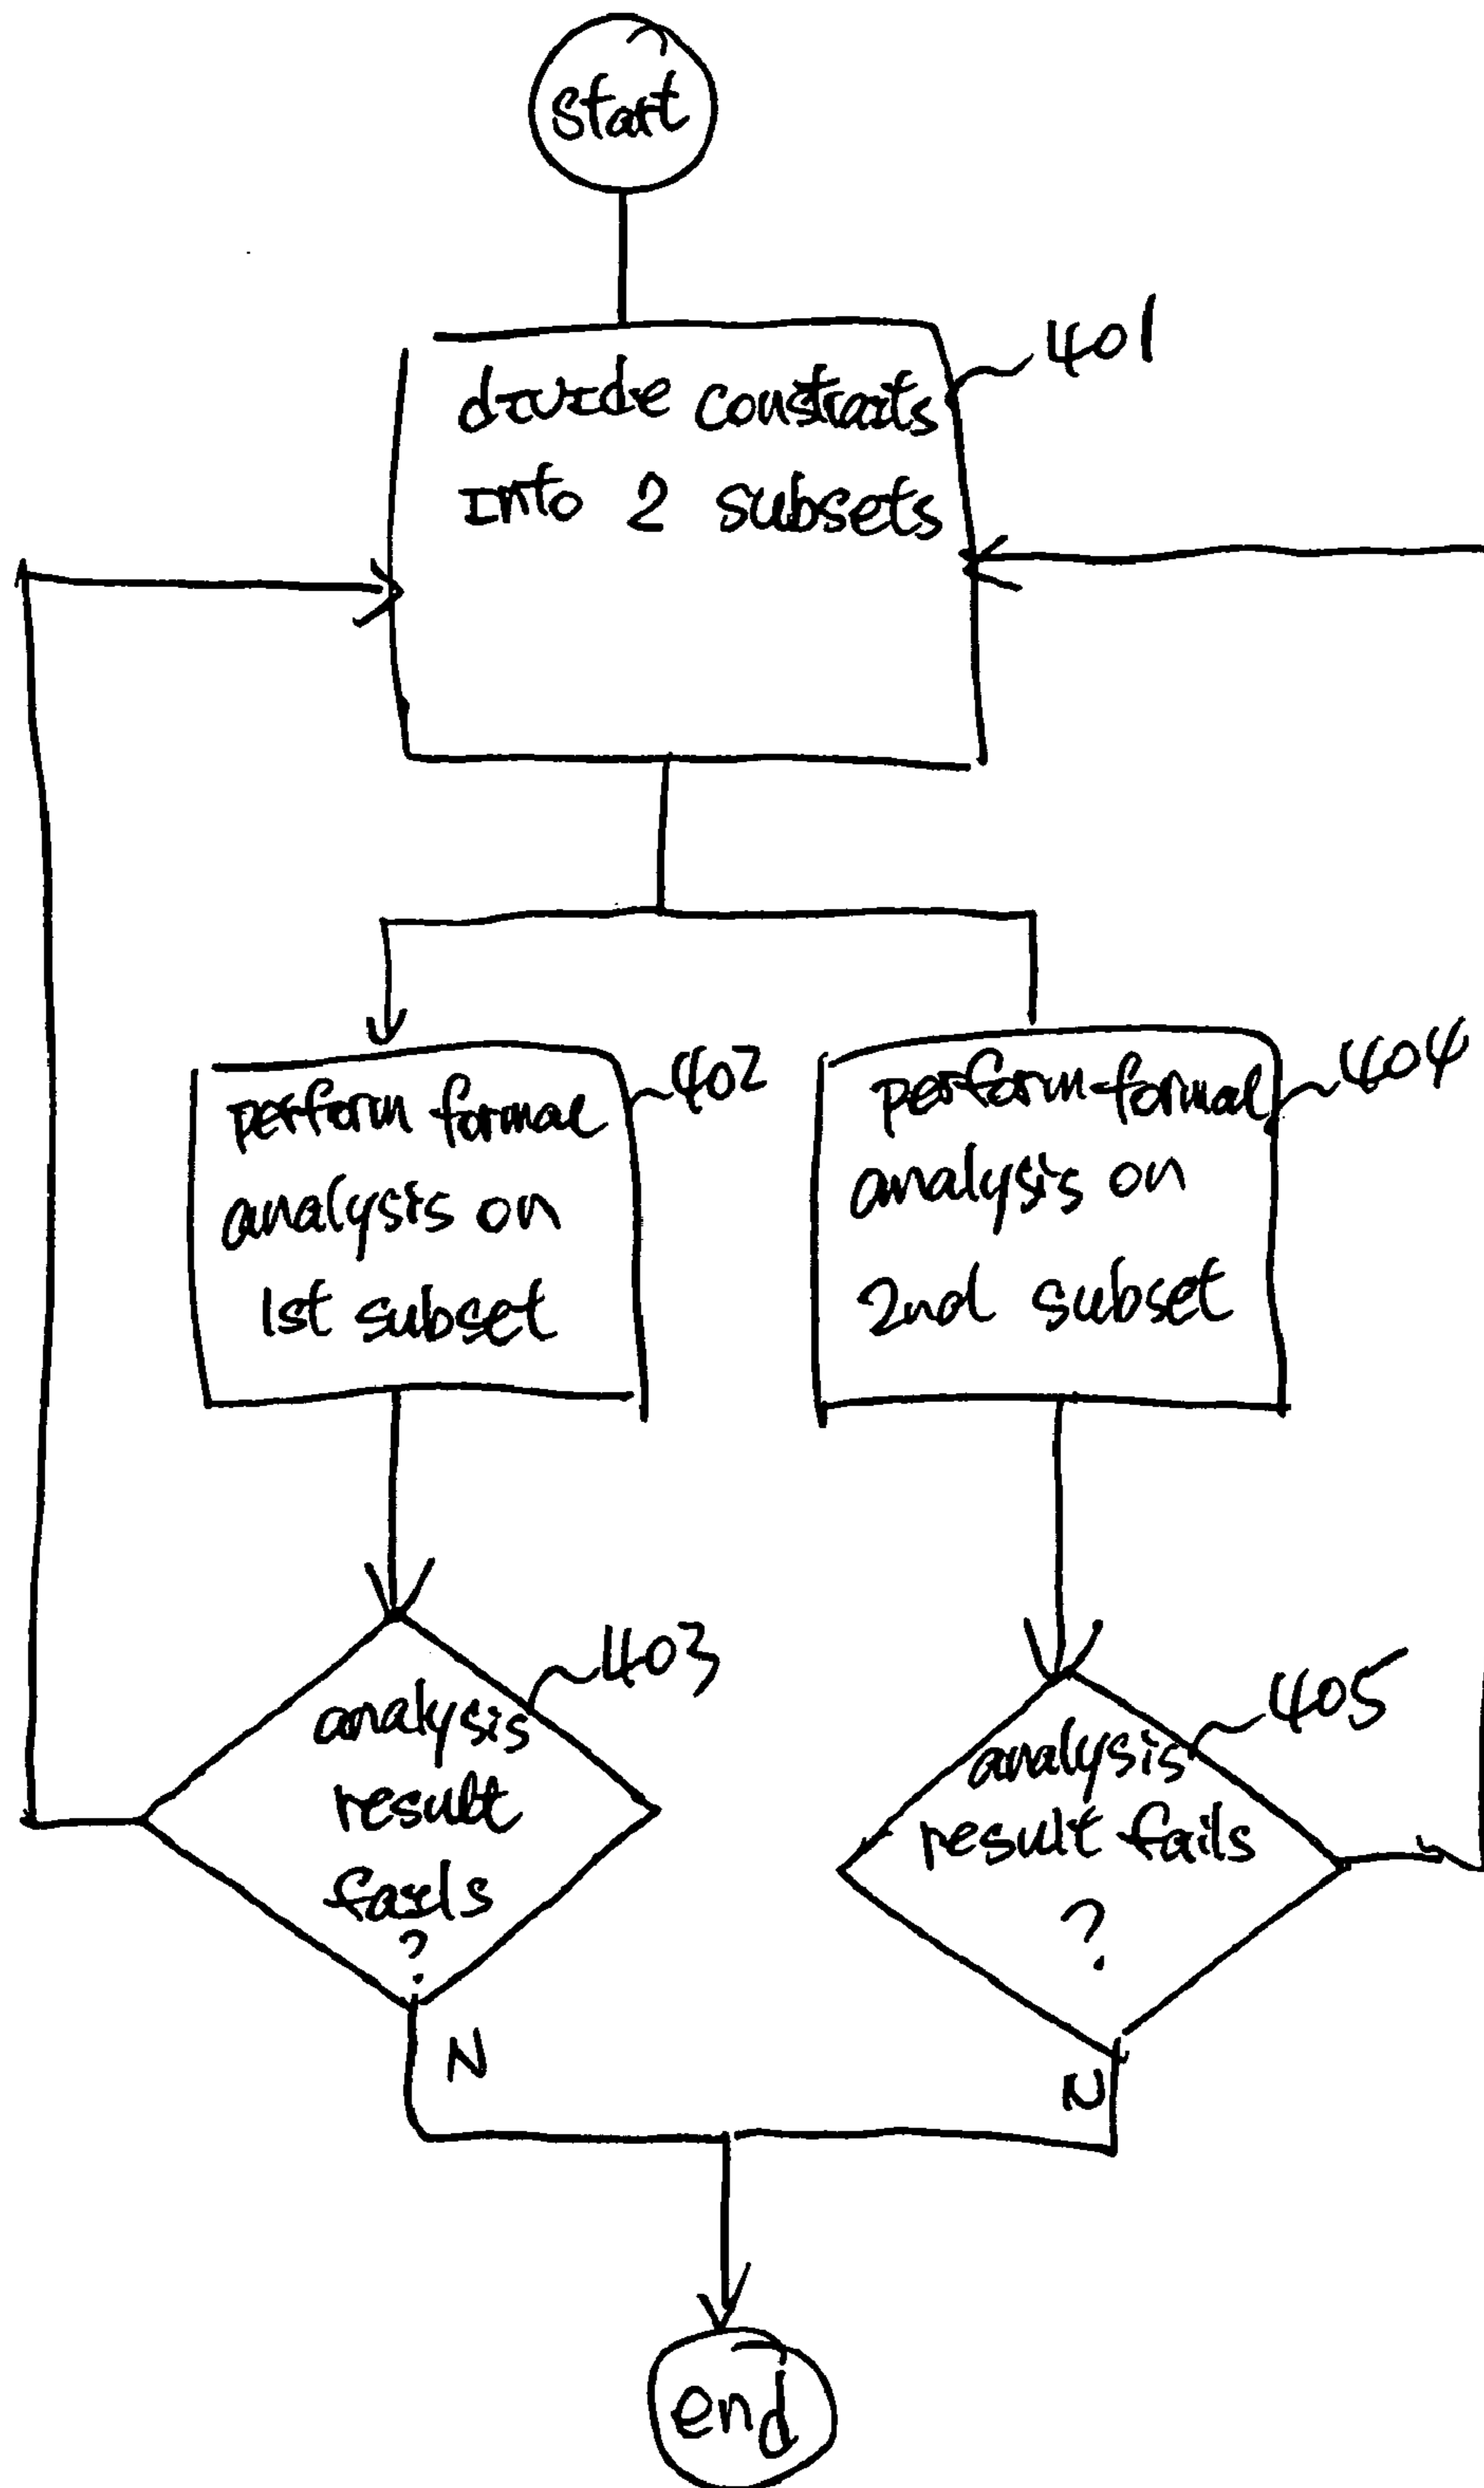 start
401
divide constraits
into 2 subsets
402
perform formal
analysis on
1st subset
404
perform formal
analysis on
2nd subset
403
analysis
result
fails
?
405
analysis
result fails
?
N
N
end